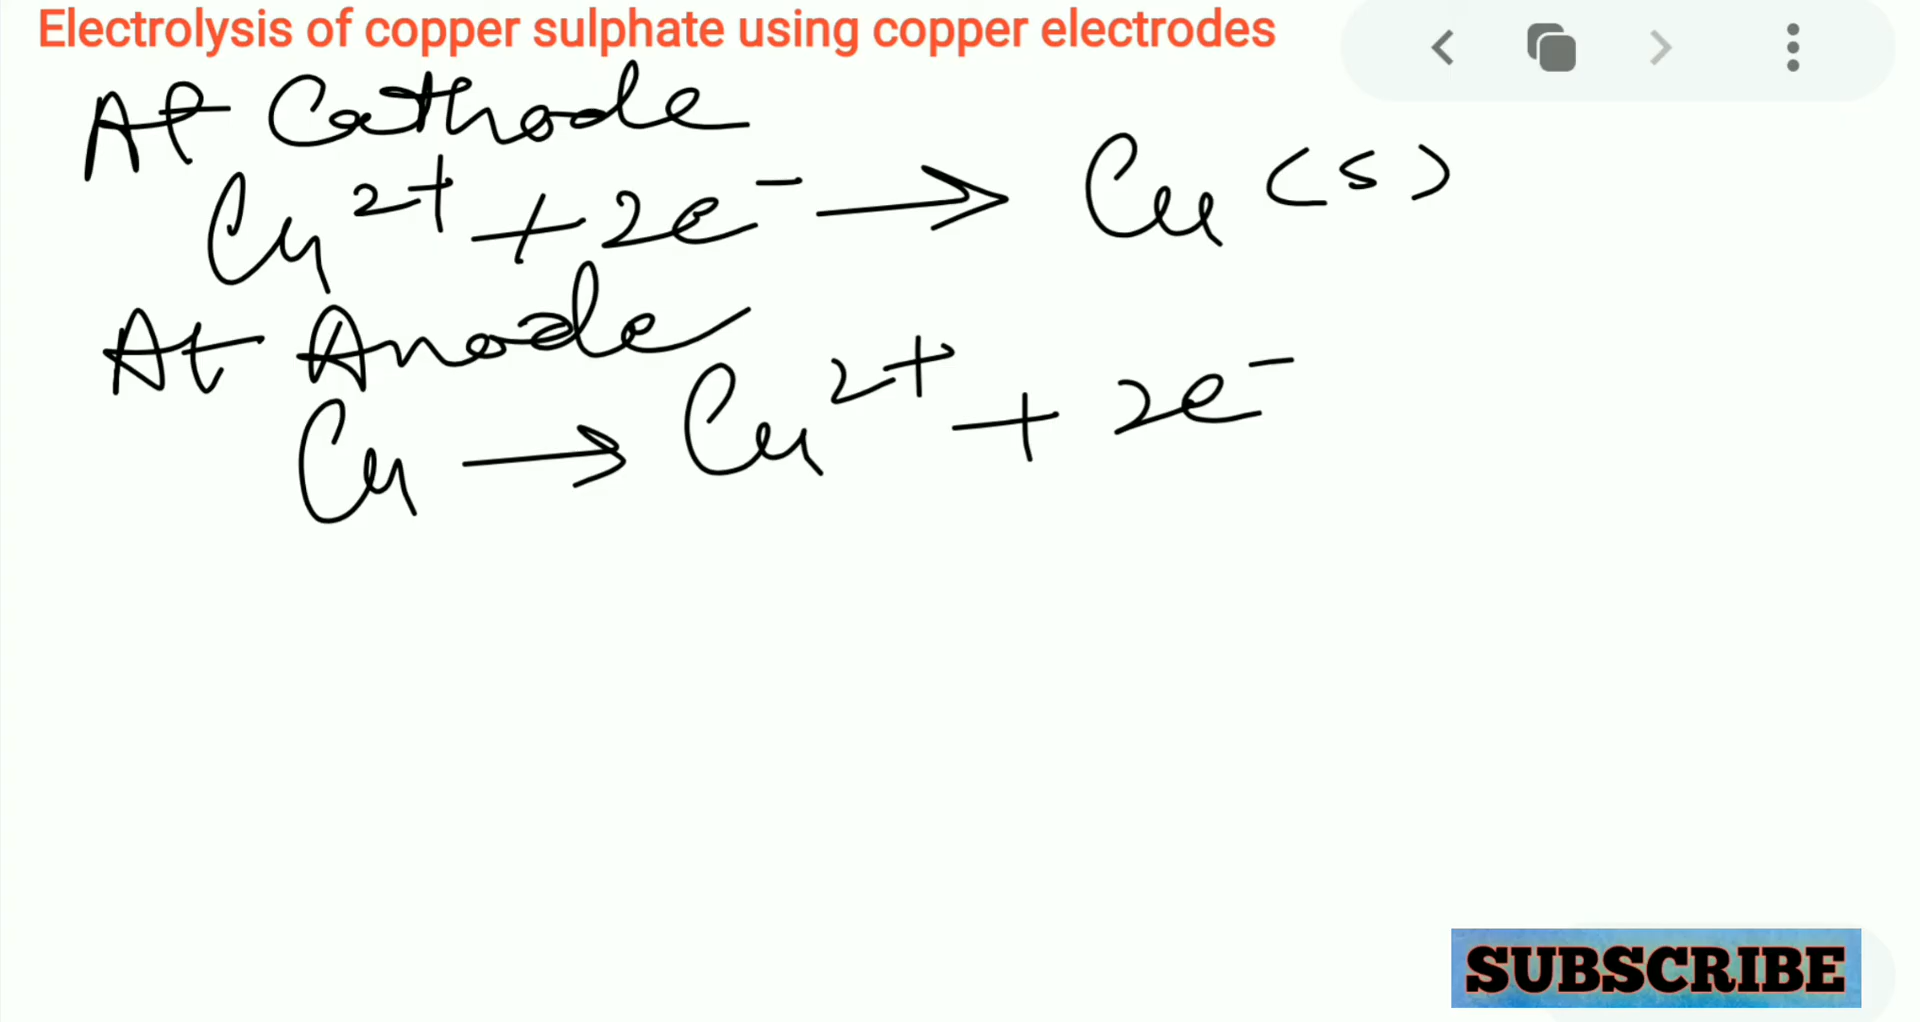 Electrolysis of copper sulphate using copper electrodes
At Cathode
Cu²⁺ + 2e⁻ → Cu (s)
At Anode
Cu → Cu²⁺ + 2e⁻
SUBSCRIBE